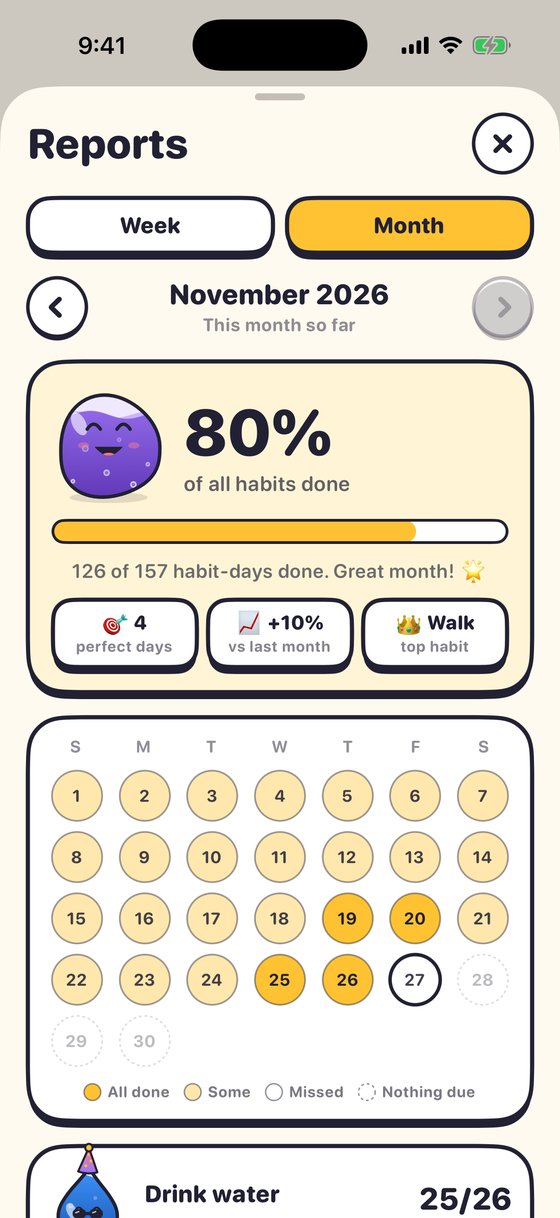 9:41
Reports
Week Month
November 2026
This month so far
80%
of all habits done
126 of 157 habit-days done. Great month! 🌟
🎯 4 📈 +10% 👑 Walk
perfect days vs last month top habit
S M T W T F S
1 2 3 4 5 6 7
8 9 10 11 12 13 14
15 16 17 18 19 20 21
22 23 24 25 26 27 28
29 30
All done Some Missed Nothing due
Drink water 25/26